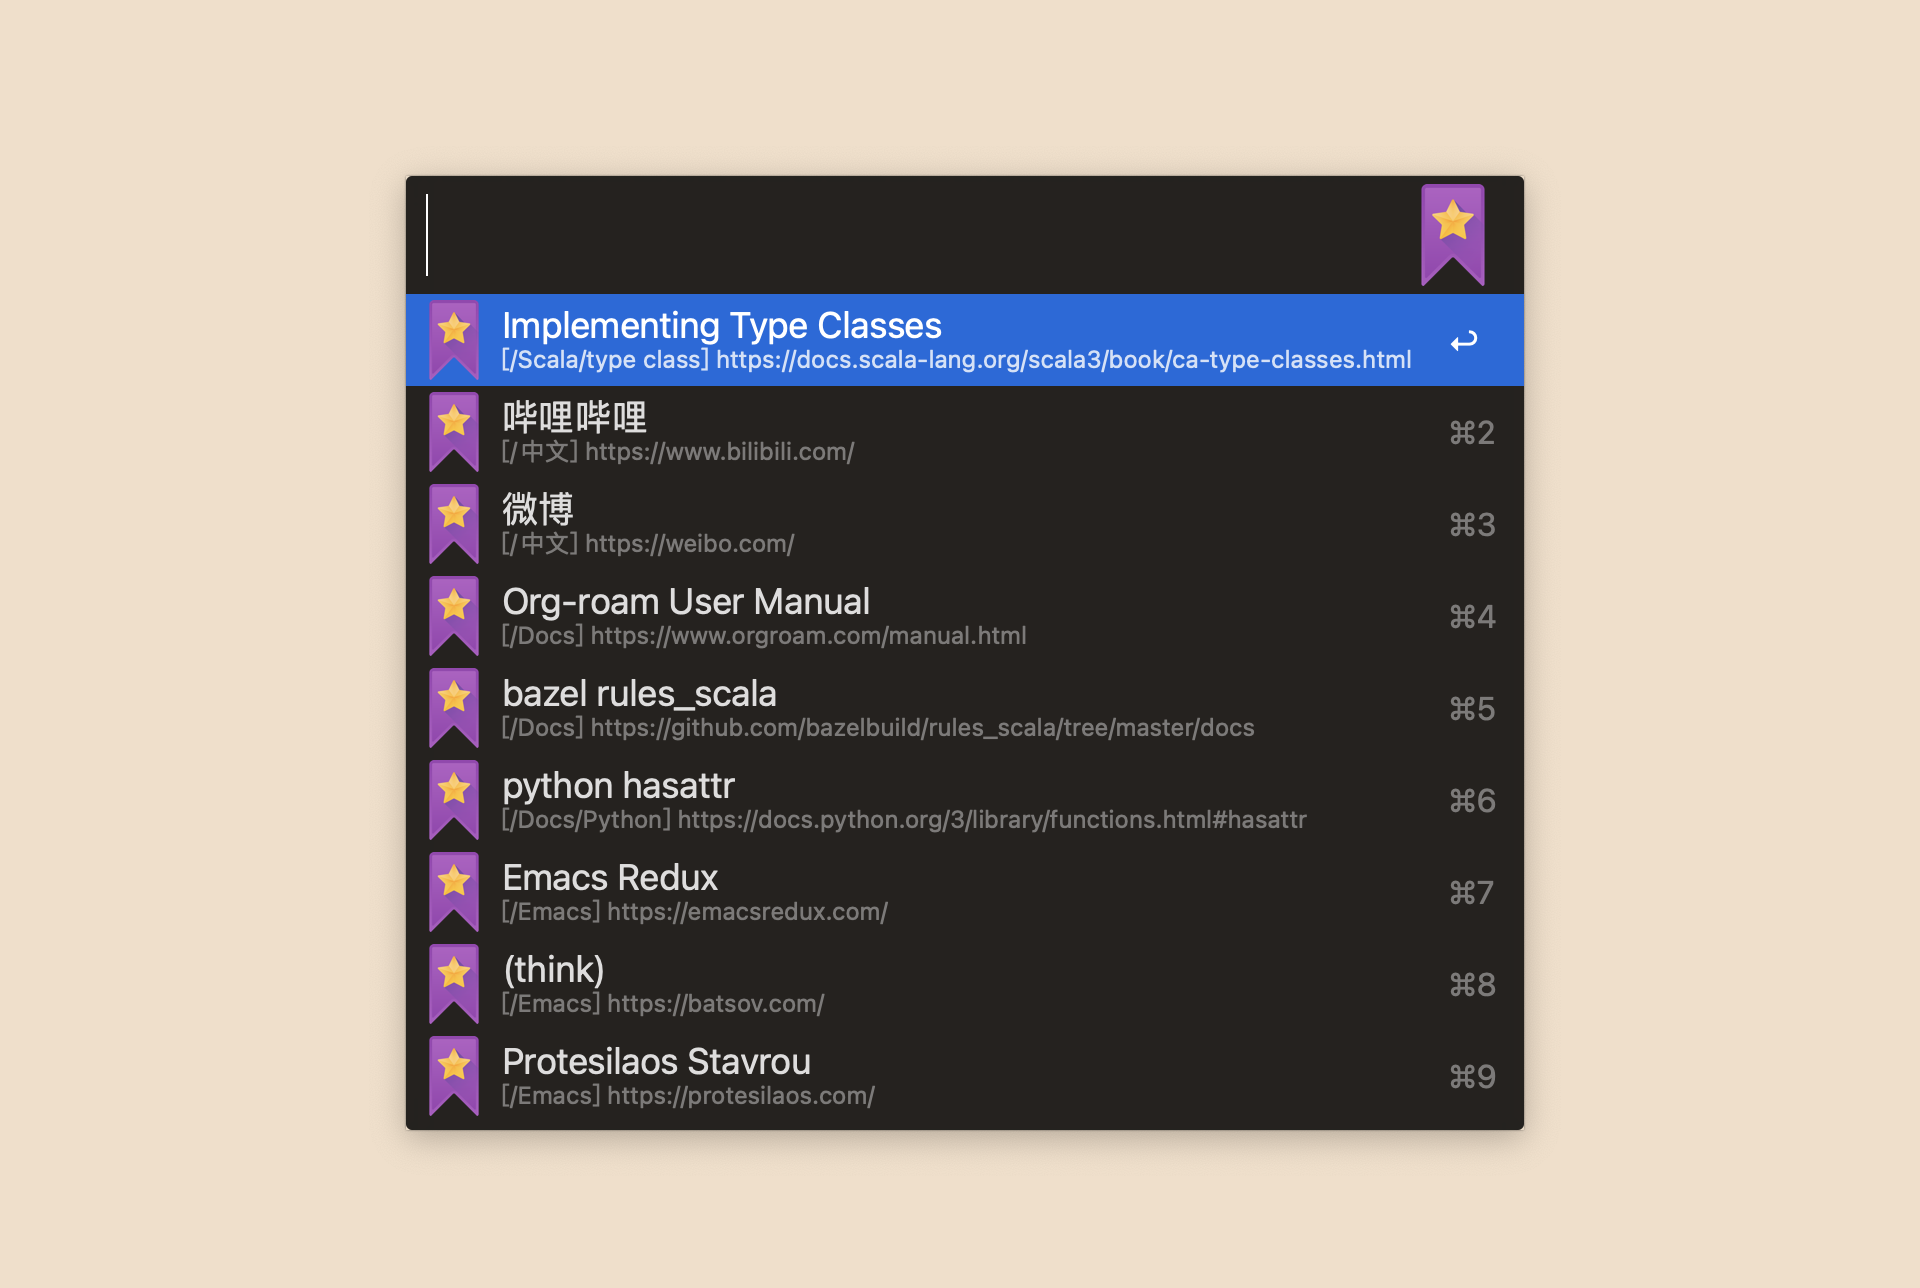 Implementing Type Classes
[/Scala/type class] https://docs.scala-lang.org/scala3/book/ca-type-classes.html
哔哩哔哩
[/中文] https://www.bilibili.com/
⌘2
微博
[/中文] https://weibo.com/
⌘3
Org-roam User Manual
[/Docs] https://www.orgroam.com/manual.html
⌘4
bazel rules_scala
[/Docs] https://github.com/bazelbuild/rules_scala/tree/master/docs
⌘5
python hasattr
[/Docs/Python] https://docs.python.org/3/library/functions.html#hasattr
⌘6
Emacs Redux
[/Emacs] https://emacsredux.com/
⌘7
(think)
[/Emacs] https://batsov.com/
⌘8
Protesilaos Stavrou
[/Emacs] https://protesilaos.com/
⌘9